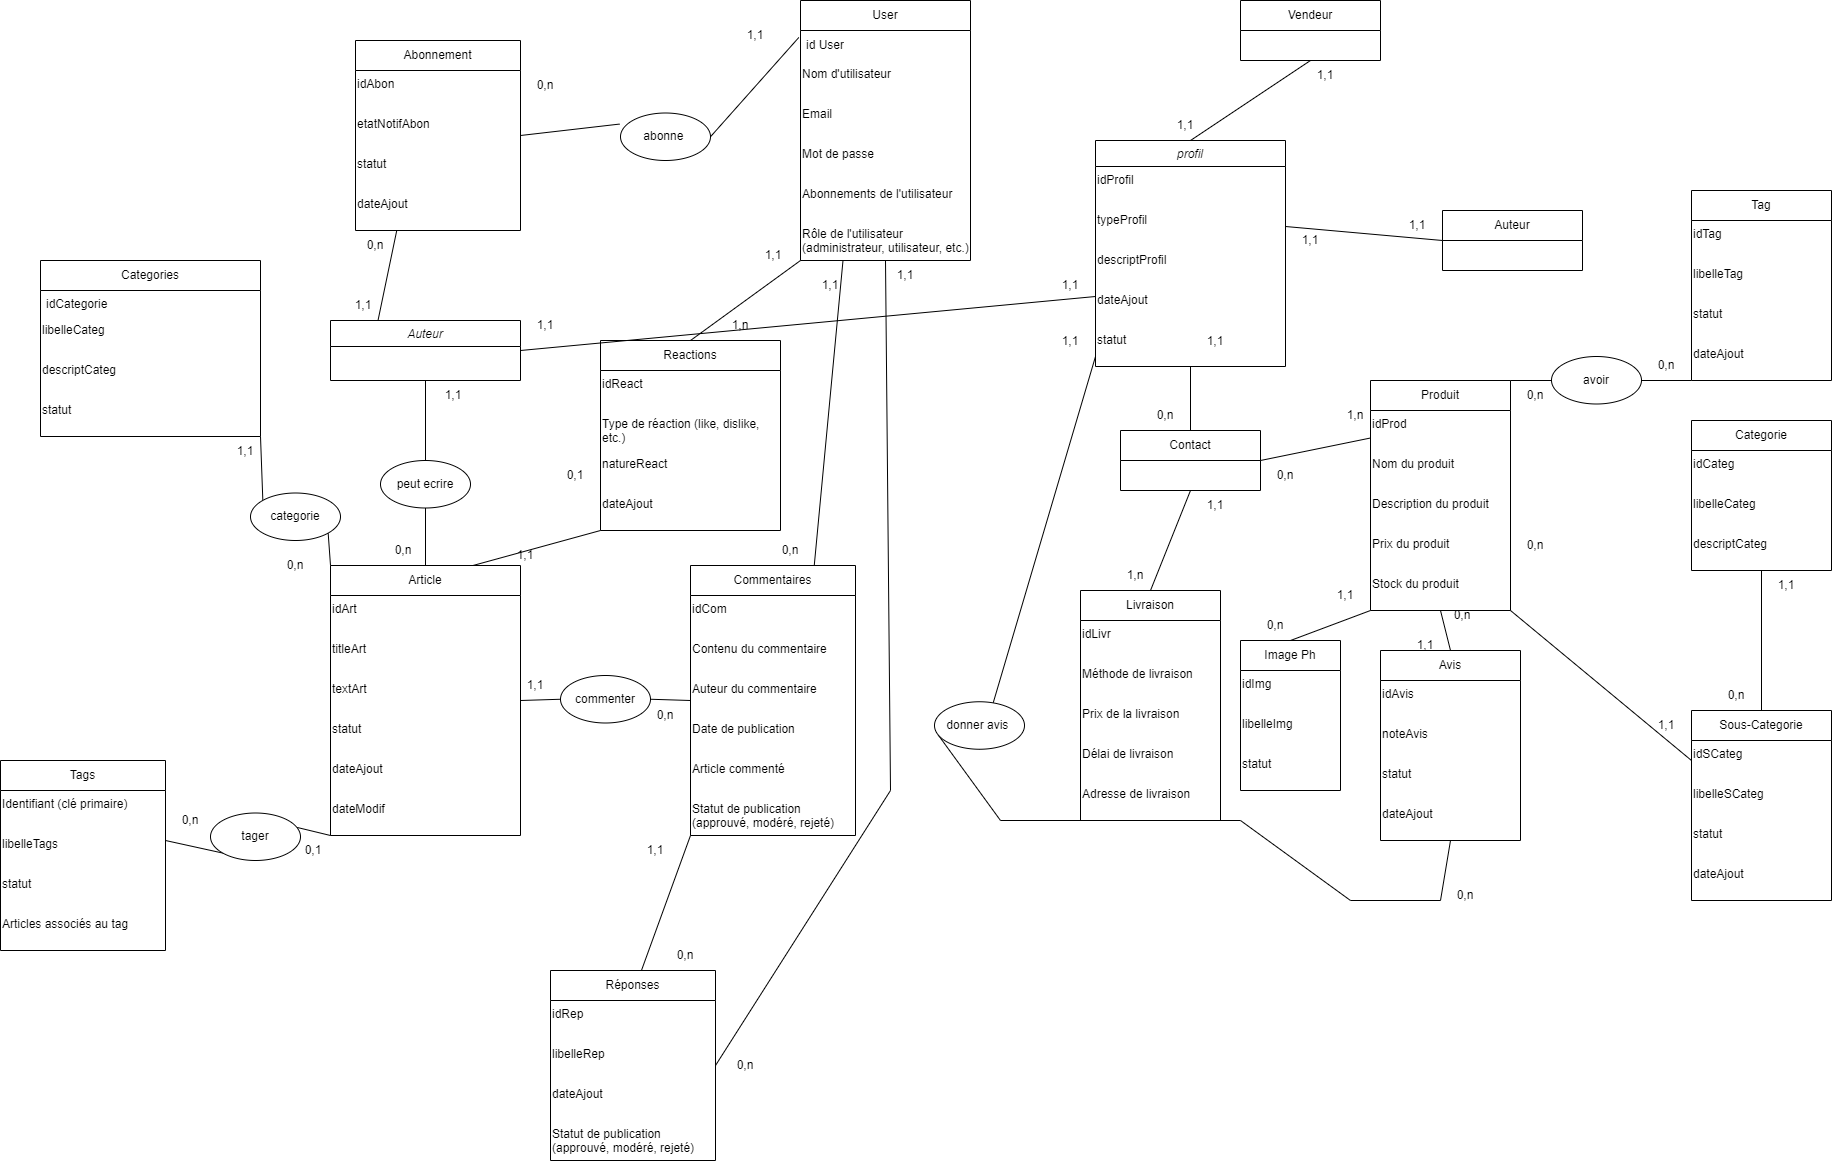 User
id User
Nom d'utilisateur
Email
Mot de passe
Abonnements de l'utilisateur
Rôle de l'utilisateur
(administrateur, utilisateur, etc.)
1,1
Abonnement
idAbon
etatNotifAbon
statut
dateAjout
0,n
abonne
0,n
1,1
Categories
idCategorie
libelleCateg
descriptCateg
statut
1,1
categorie
0,n
Auteur
1,1
1,1
peut ecrire
0,n
1,1
1,1
1,1
1,n
Reactions
idReact
Type de réaction (like, dislike,
etc.)
natureReact
dateAjout
0,1
1,1
Article
idArt
titleArt
textArt
statut
dateAjout
dateModif
1,1
commenter
0,n
0,n
Commentaires
idCom
Contenu du commentaire
Auteur du commentaire
Date de publication
Article commenté
Statut de publication
(approuvé, modéré, rejeté)
Tags
Identifiant (clé primaire)
libelleTags
statut
Articles associés au tag
0,n
tager
0,1
1,1
0,n
Réponses
idRep
libelleRep
dateAjout
Statut de publication
(approuvé, modéré, rejeté)
0,n
Vendeur
1,1
1,1
profil
idProfil
typeProfil
descriptProfil
dateAjout
statut
1,1
1,1
1,1
1,1
1,1
Auteur
Tag
idTag
libelleTag
statut
dateAjout
0,n
avoir
0,n
0,n
Contact
0,n
1,n
1,1
1,n
Produit
idProd
Nom du produit
Description du produit
Prix du produit
Stock du produit
0,n
Categorie
idCateg
libelleCateg
descriptCateg
1,1
0,n
Livraison
idLivr
Méthode de livraison
Prix de la livraison
Délai de livraison
Adresse de livraison
donner avis
1,1
0,n
Image Ph
idImg
libelleImg
statut
0,n
1,1
Avis
idAvis
noteAvis
statut
dateAjout
0,n
1,1
Sous-Categorie
idSCateg
libelleSCateg
statut
dateAjout